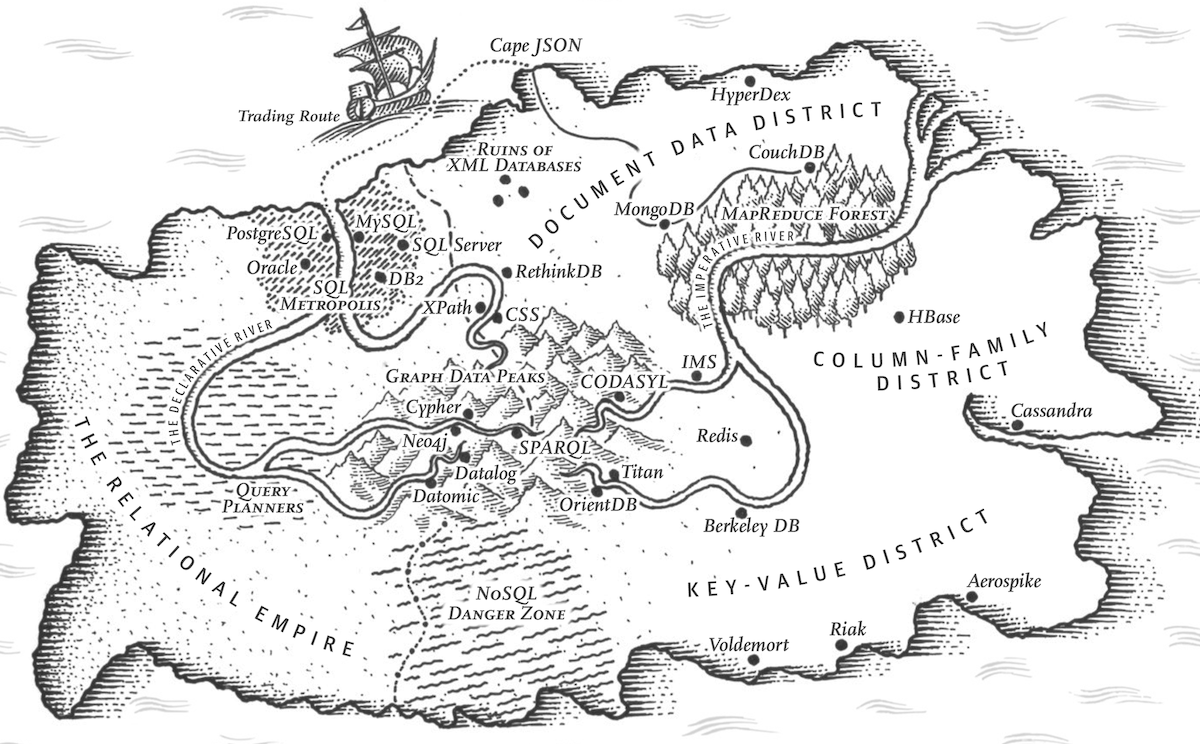 Cape JSON
Trading Route
HyperDex
DOCUMENT DATA DISTRICT
RUINS OF
XML DATABASES
CouchDB
MongoDB
MAPREDUCE FOREST
THE IMPERATIVE RIVER
PostgreSQL
MySQL
SQL Server
Oracle
DB2
SQL
METROPOLIS
RethinkDB
XPath
CSS
THE DECLARATIVE RIVER
HBase
COLUMN-FAMILY
DISTRICT
GRAPH DATA PEAKS
CODASYL
IMS
Cypher
Neo4j
SPARQL
Redis
Cassandra
Datalog
Datomic
Titan
OrientDB
Berkeley DB
QUERY-
PLANNERS
THE RELATIONAL EMPIRE
NOSQL
DANGER ZONE
KEY-VALUE DISTRICT
Aerospike
Riak
Voldemort